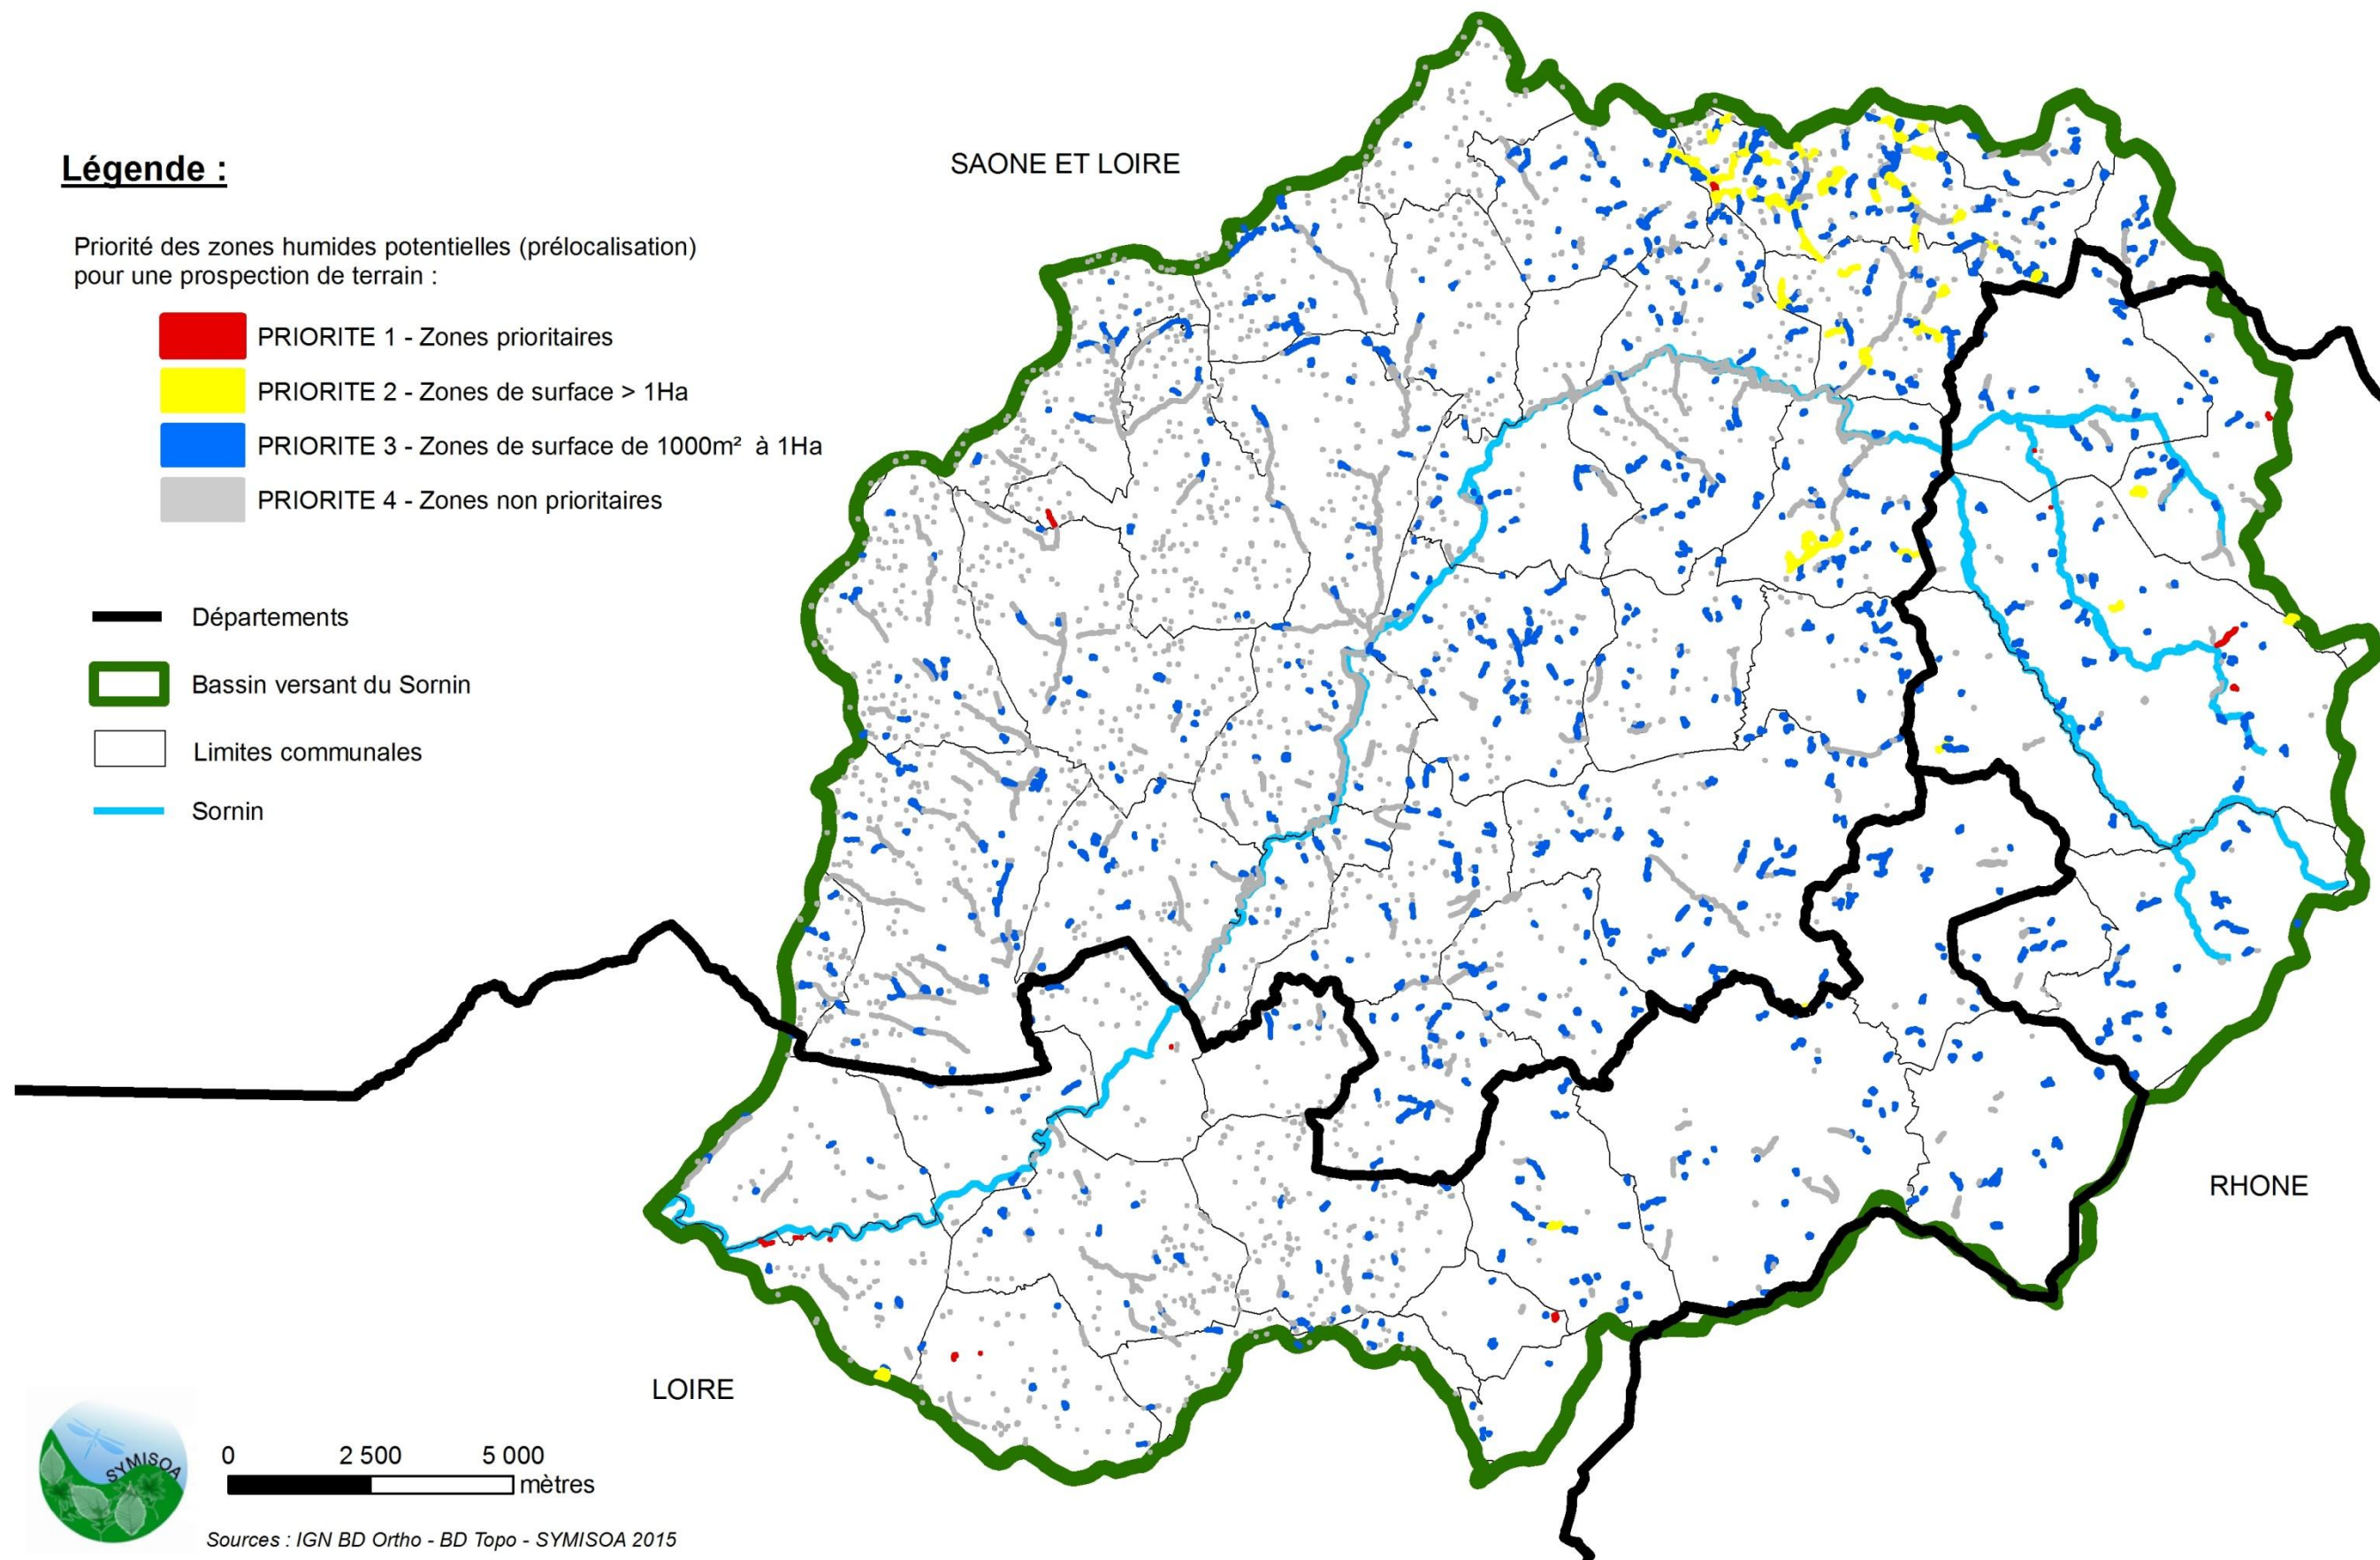 SAONE ET LOIRE
Légende :
Priorité des zones humides potentielles (prélocalisation)
pour une prospection de terrain :
PRIORITE 1 - Zones prioritaires
PRIORITE 2 - Zones de surface > 1Ha
PRIORITE 3 - Zones de surface de 1000m² à 1Ha
PRIORITE 4 - Zones non prioritaires
Départements
Bassin versant du Sornin
Limites communales
Sornin
RHONE
LOIRE
SYMISOA
0 2 500 5 000
mètres
Sources : IGN BD Ortho - BD Topo - SYMISOA 2015